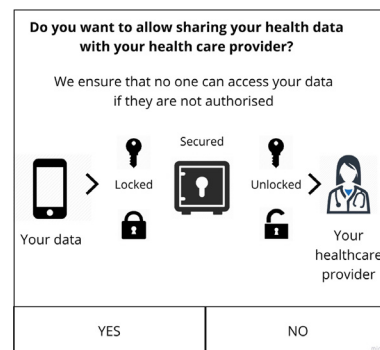 Do you want to allow sharing your health data
with your health care provider?
We ensure that no one can access your data
if they are not authorised
Secured
Locked
Unlocked
Your data
Your
healthcare
provider
YES
NO